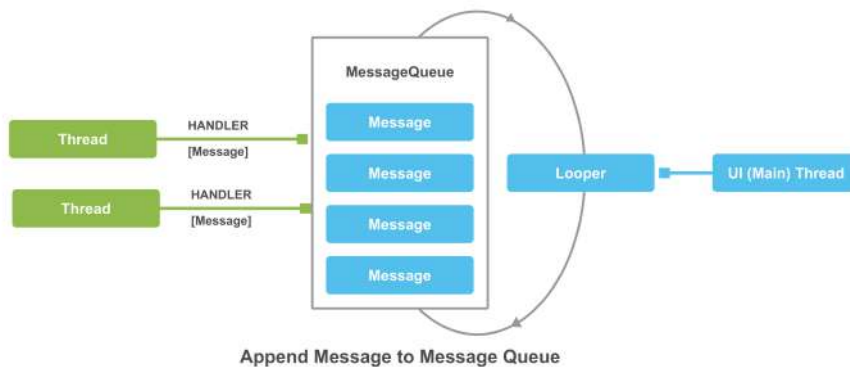 MessageQueue
HANDLER
Thread
[Message]
HANDLER
Thread
[Message]
Message
Message
Message
Message
Looper
UI (Main) Thread
Append Message to Message Queue